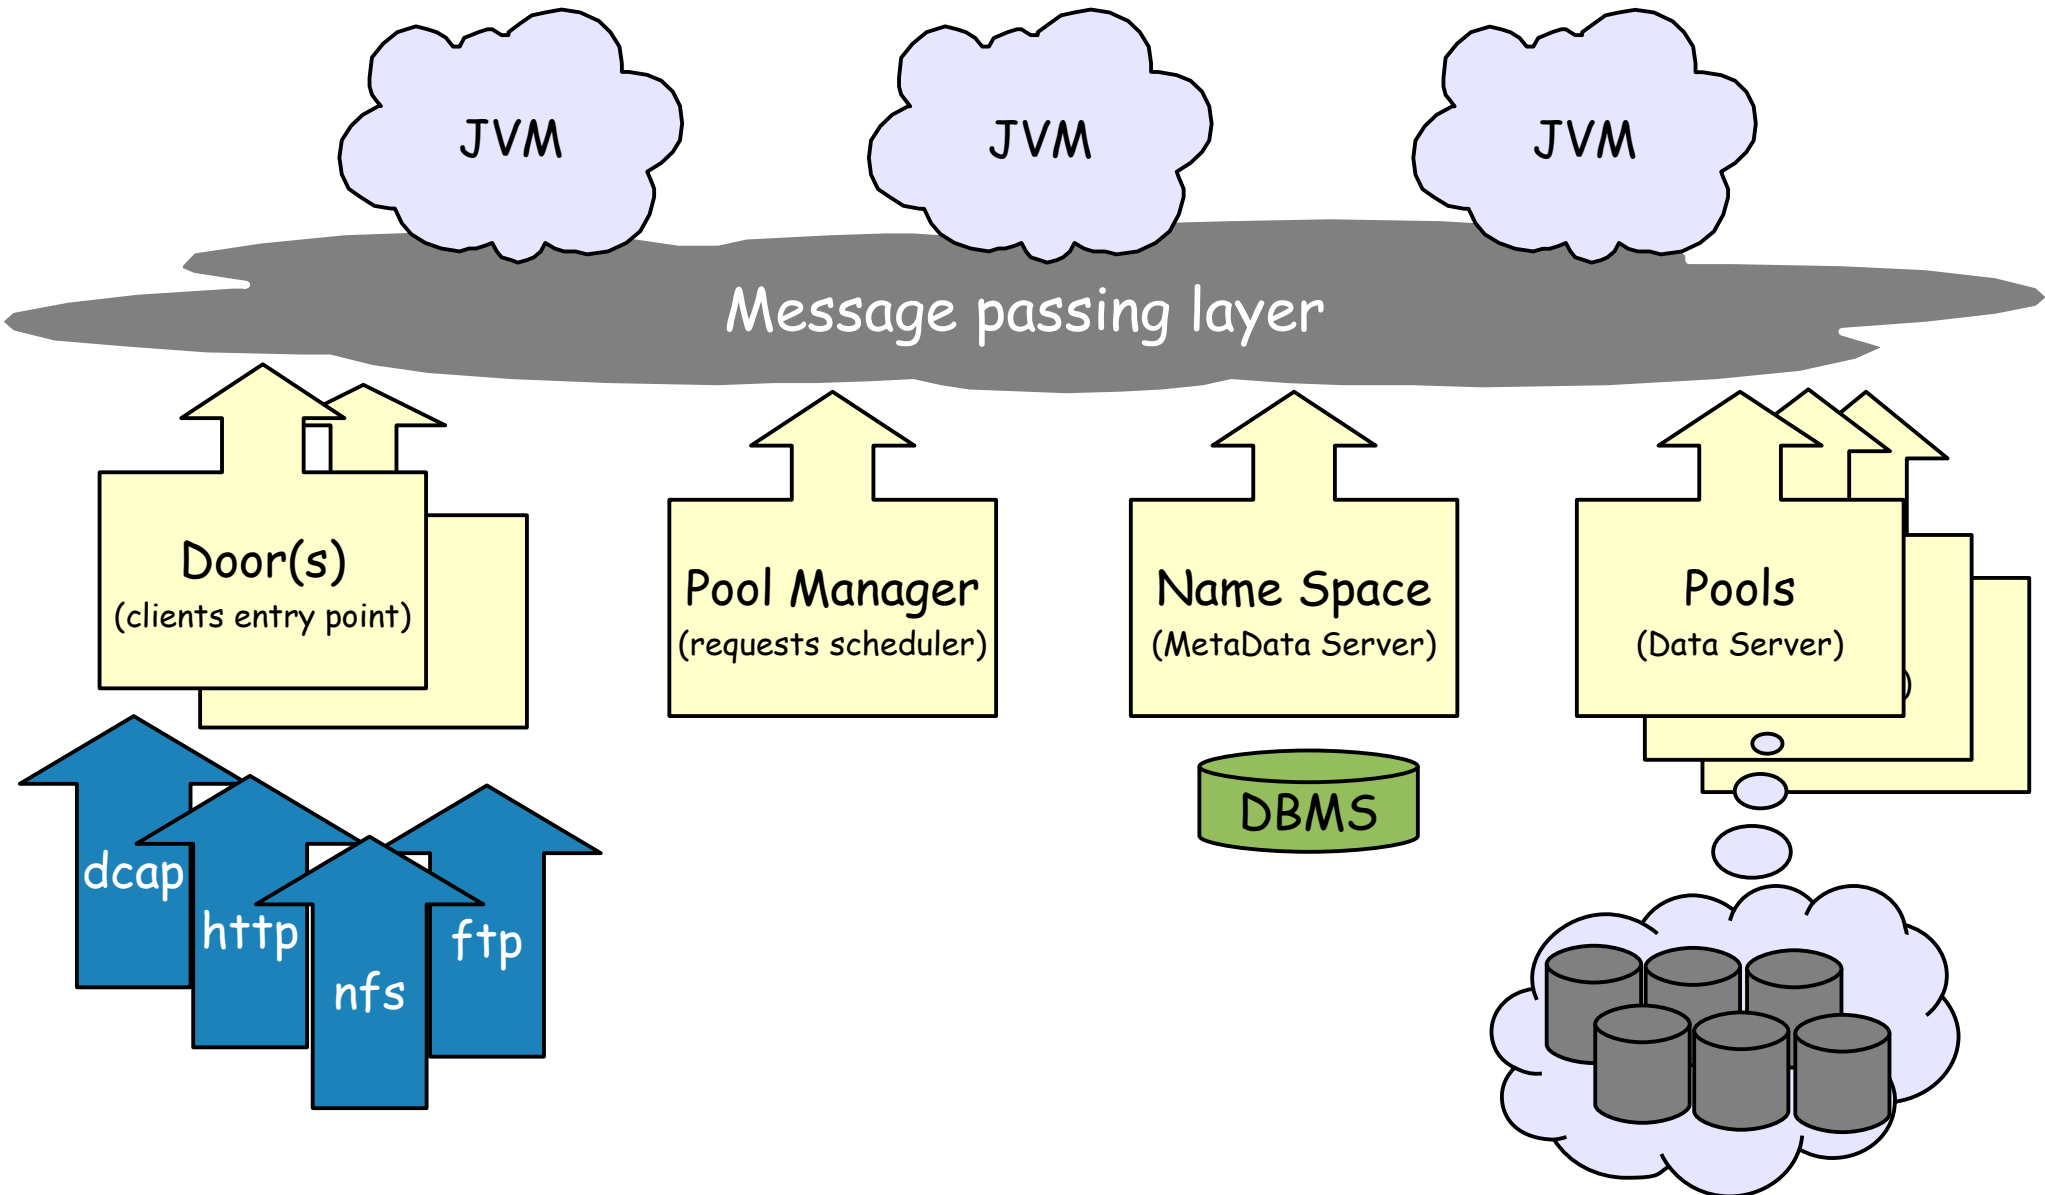 JVM
JVM
JVM
Message passing layer
Door(s)
(clients entry point)
Pool Manager
(requests scheduler)
Name Space
(MetaData Server)
Pools
(Data Server)
DBMS
dcap
http
nfs
ftp